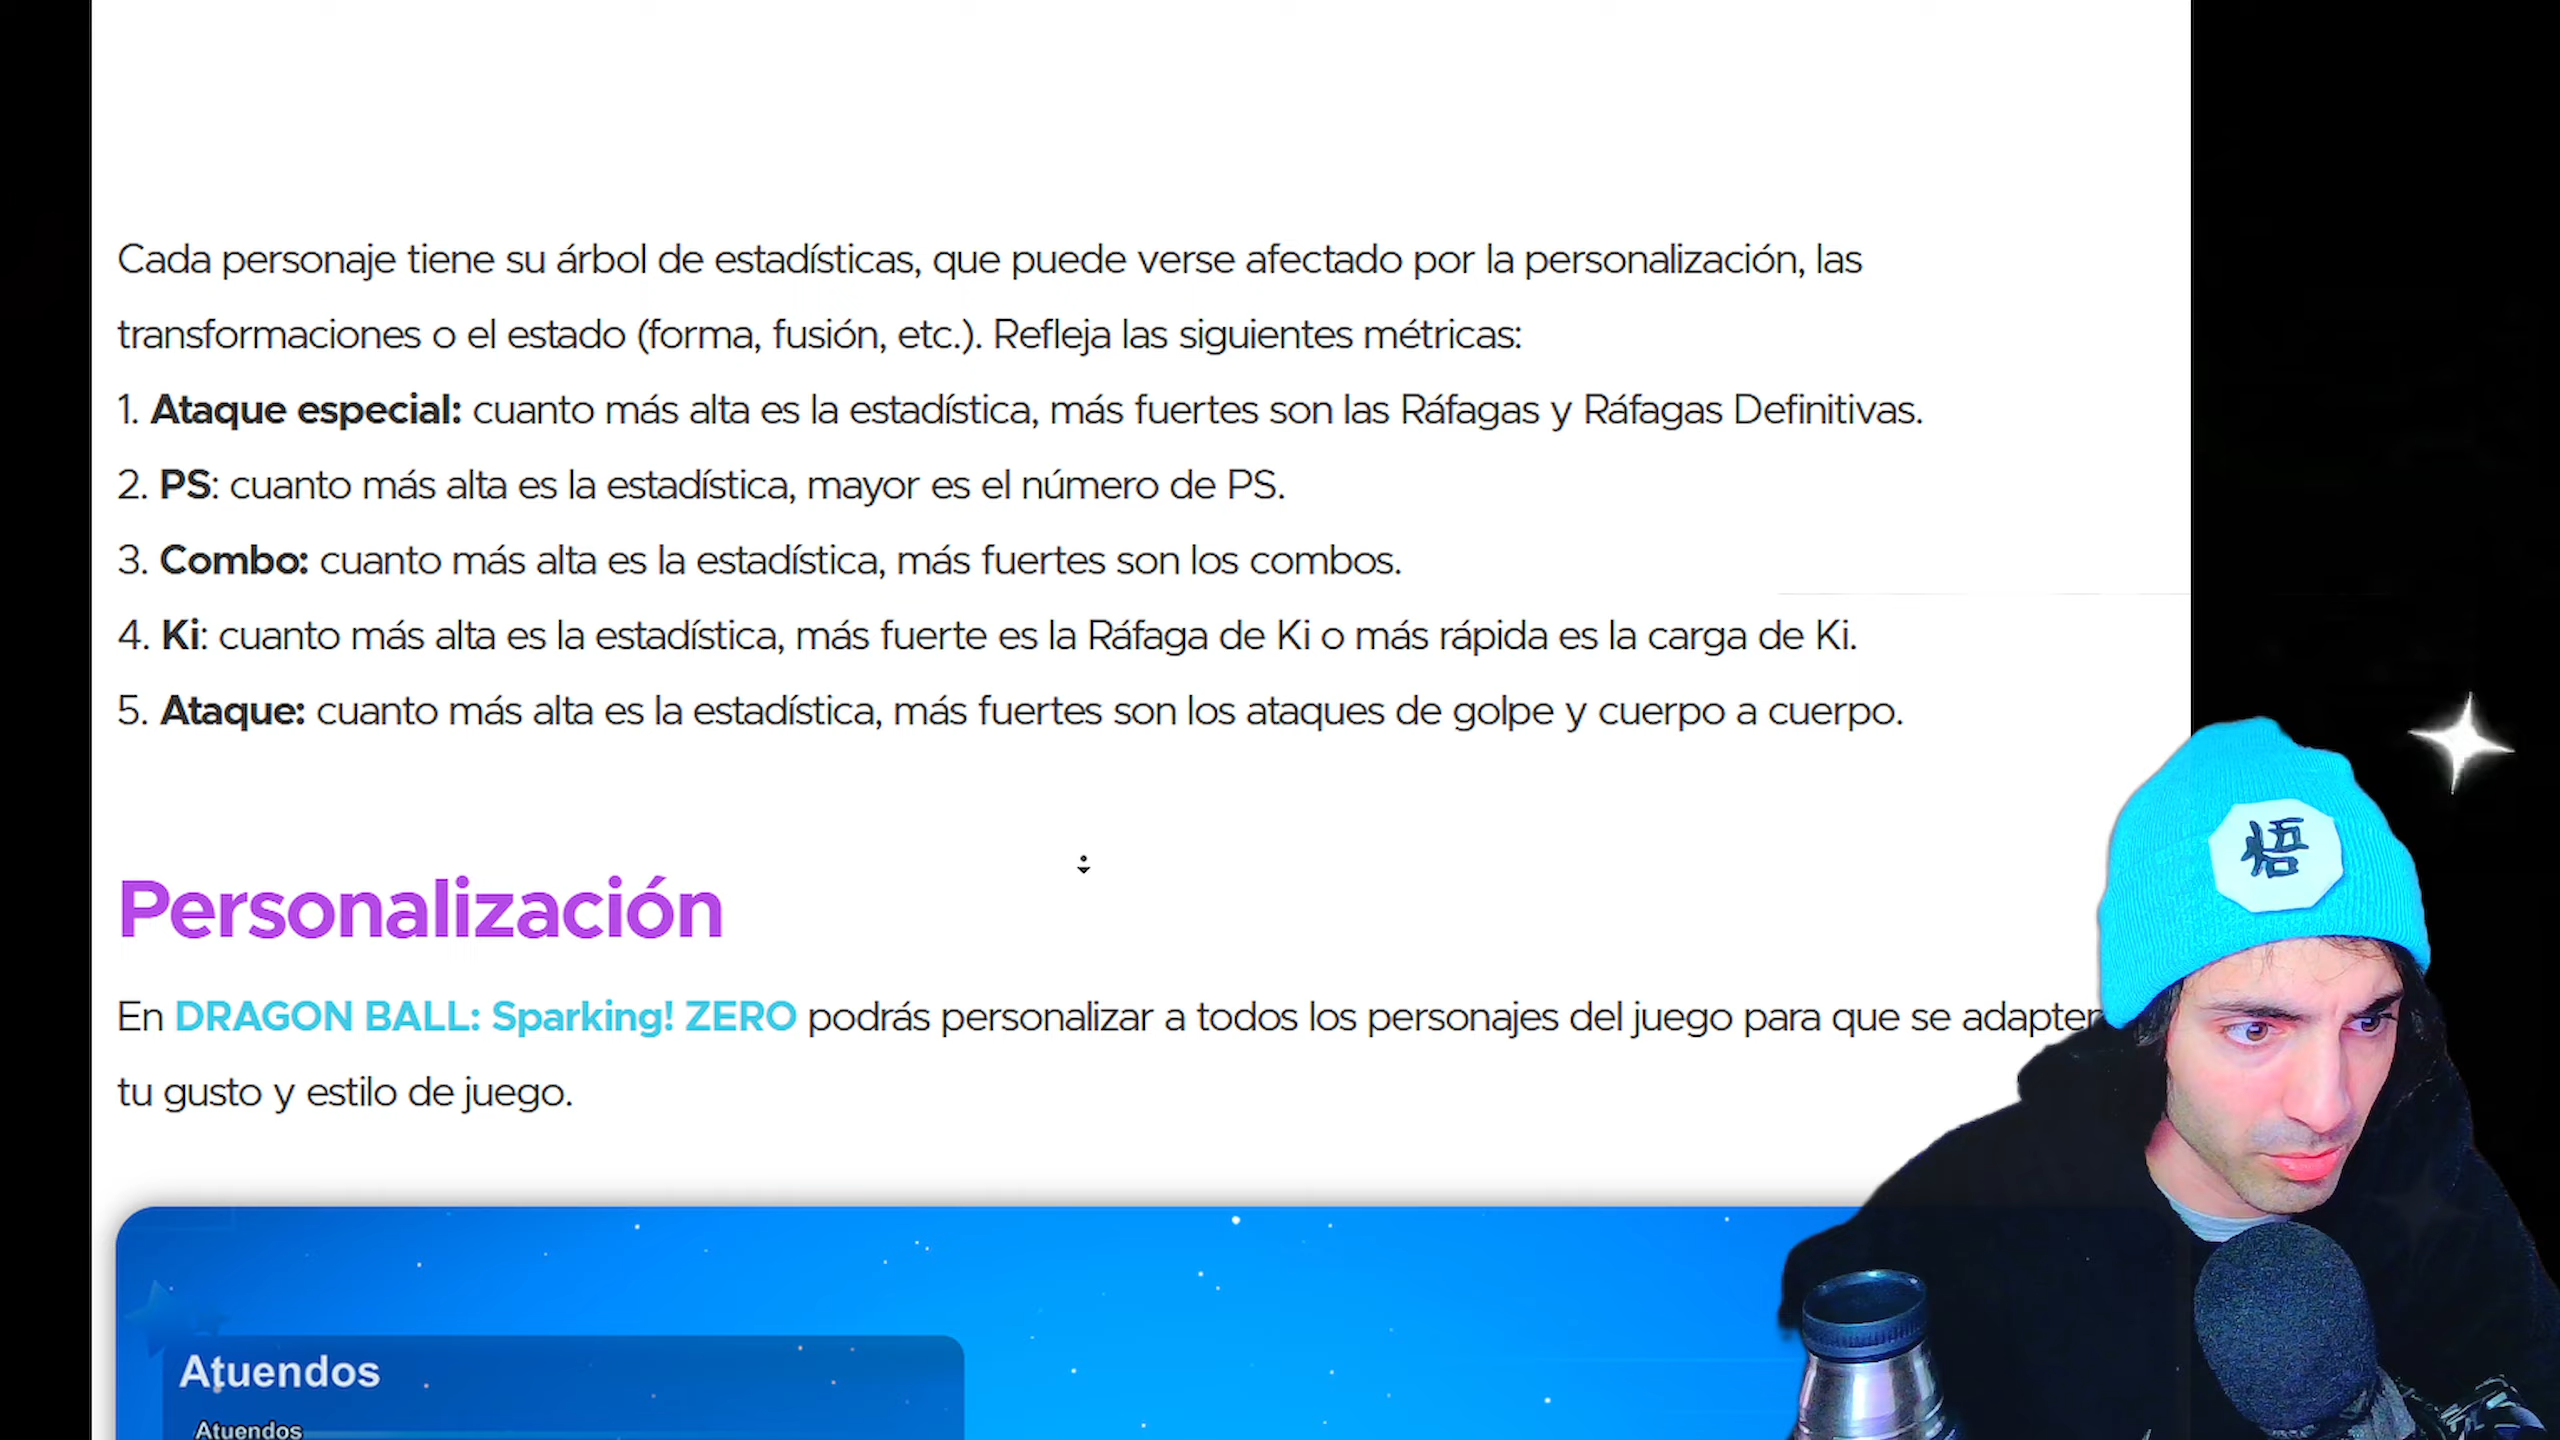 Cada personaje tiene su árbol de estadísticas, que puede verse afectado por la personalización, las
transformaciones o el estado (forma, fusión, etc.). Refleja las siguientes métricas:
1. Ataque especial: cuanto más alta es la estadística, más fuertes son las Ráfagas y Ráfagas Definitivas.
2. PS: cuanto más alta es la estadística, mayor es el número de PS.
3. Combo: cuanto más alta es la estadística, más fuertes son los combos.
4. Ki: cuanto más alta es la estadística, más fuerte es la Ráfaga de Ki o más rápida es la carga de Ki.
5. Ataque: cuanto más alta es la estadística, más fuertes son los ataques de golpe y cuerpo a cuerpo.
悟
Personalización
En DRAGON BALL: Sparking! ZERO podrás personalizar a todos los personajes del juego para que se adapten
tu gusto y estilo de juego.
Atuendos
Atuendos